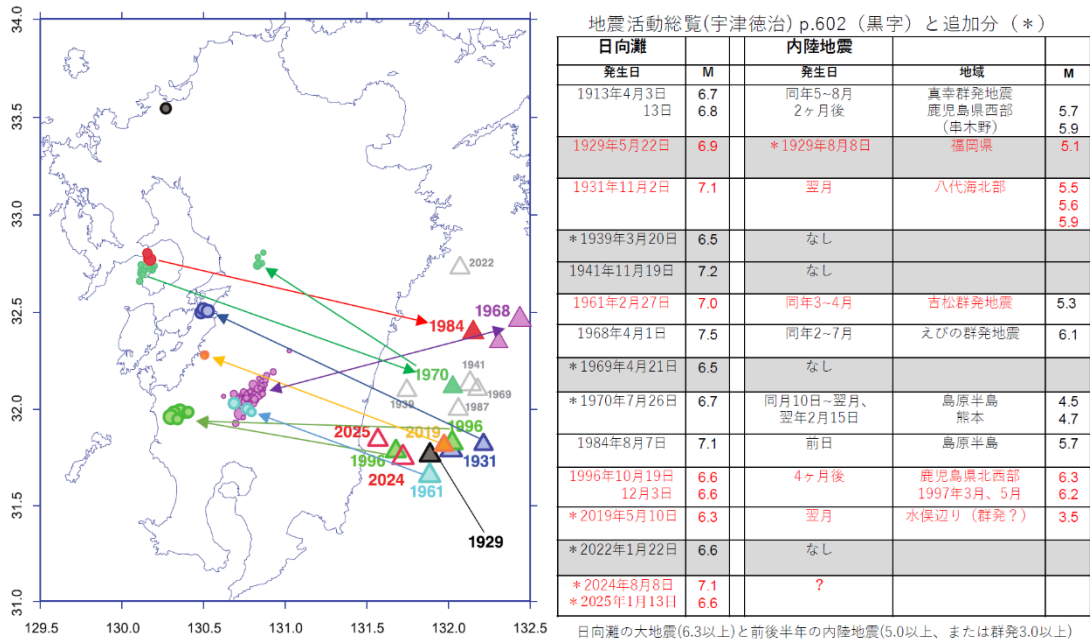 34.0
33.5
33.0
32.5
32.0
31.5
31.0
129.5
130.0
130.5
131.0
131.5
132.0
132.5
2022
1968
1984
1970
1941
1939
1969
1987
1996
2019
2025
1996
1931
2024
1961
1929
地震活動総覧(宇津徳治) p.602（黒字）と追加分（＊）
日向灘 内陸地震
発生日 M 発生日 地域 M
1913年4月3日 6.7 同年5~8月 真幸群発地震
13日 6.8 2ヶ月後 鹿児島県西部 5.7
(串木野) 5.9
1929年5月22日 6.9 ＊1929年8月8日 福岡県 5.1
1931年11月2日 7.1 翌月 八代海北部 5.5
5.6
5.9
＊1939年3月20日 6.5 なし
1941年11月19日 7.2 なし
1961年2月27日 7.0 同年3~4月 吉松群発地震 5.3
1968年4月1日 7.5 同年2~7月 えびの群発地震 6.1
＊1969年4月21日 6.5 なし
＊1970年7月26日 6.7 同月10日~翌月、 島原半島 4.5
翌年2月15日 熊本 4.7
1984年8月7日 7.1 前日 島原半島 5.7
1996年10月19日 6.6 4ヶ月後 鹿児島県北西部 6.3
12月3日 6.6 1997年3月、5月 6.2
＊2019年5月10日 6.3 翌月 水俣辺り（群発？） 3.5
＊2022年1月22日 6.6 なし
＊2024年8月8日 7.1 ？
＊2025年1月13日 6.6
日向灘の大地震(6.3以上)と前後半年の内陸地震(5.0以上、または群発3.0以上)